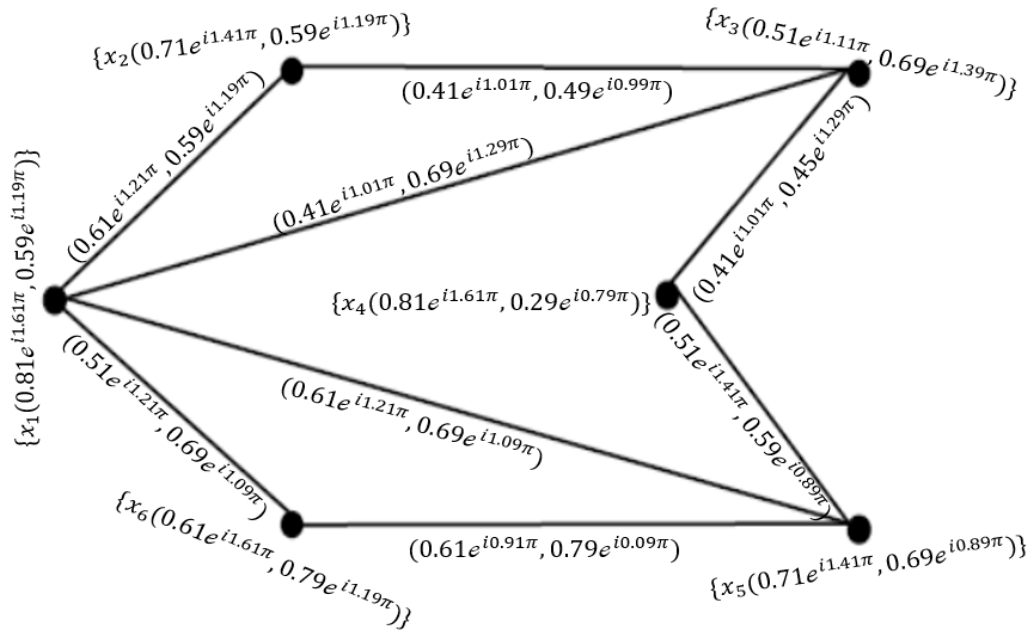 {x₂(0.71e^{i1.41π}, 0.59e^{i1.19π})}
{x₃(0.51e^{i1.11π}, 0.69e^{i1.39π})}
(0.41e^{i1.01π}, 0.49e^{i0.99π})
(0.61e^{i1.21π}, 0.59e^{i1.19π})
(0.41e^{i1.01π}, 0.69e^{i1.29π})
(0.41e^{i1.01π}, 0.45e^{i1.29π})
{x₁(0.81e^{i1.61π}, 0.59e^{i1.19π})}
{x₄(0.81e^{i1.61π}, 0.29e^{i0.79π})}
(0.51e^{i1.21π}, 0.69e^{i1.09π})
(0.61e^{i1.21π}, 0.69e^{i1.09π})
(0.51e^{i1.41π}, 0.59e^{i0.89π})
{x₆(0.61e^{i1.61π}, 0.79e^{i1.19π})}
(0.61e^{i0.91π}, 0.79e^{i0.09π})
{x₅(0.71e^{i1.41π}, 0.69e^{i0.89π})}